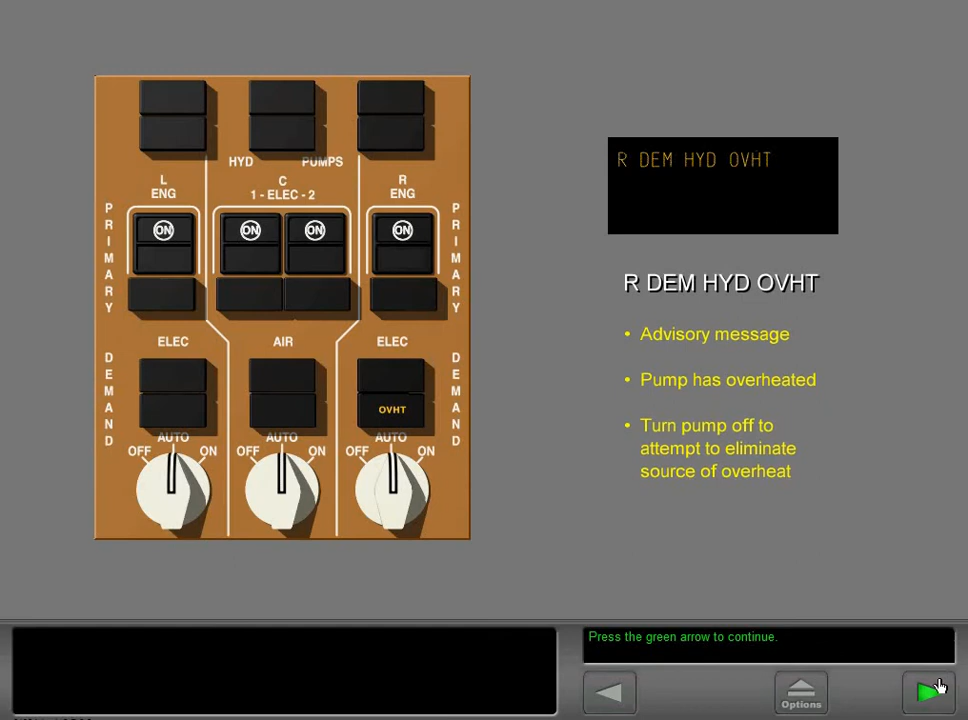 HYD PUMPS
L C R
ENG 1 - ELEC - 2 ENG
PRIMARY PRIMARY
ON ON ON ON
ELEC AIR ELEC
DEMAND DEMAND
OVHT
AUTO AUTO AUTO
OFF ON OFF ON OFF ON
R DEM HYD OVHT
R DEM HYD OVHT
• Advisory message
• Pump has overheated
• Turn pump off to
attempt to eliminate
source of overheat
Press the green arrow to continue.
Options